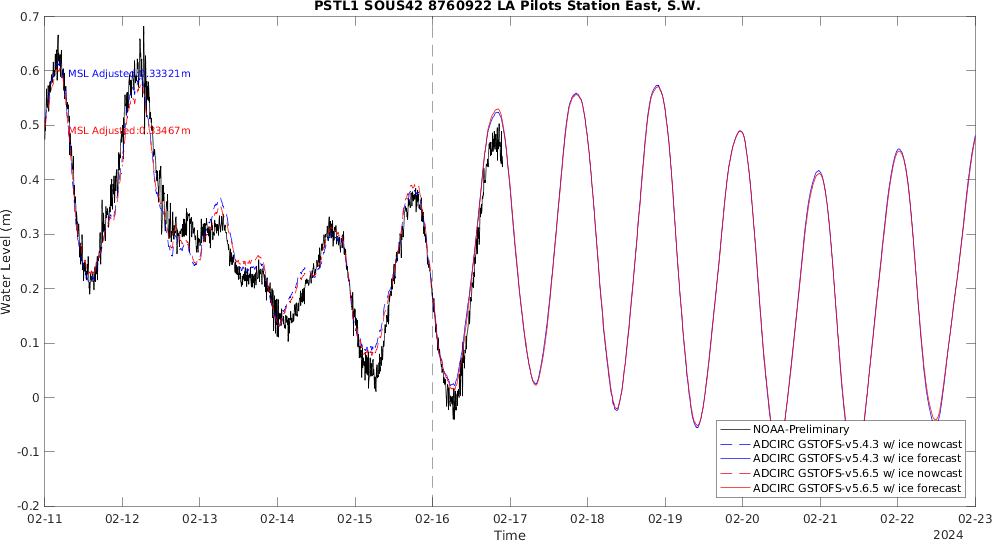 PSTL1 SOUS42 8760922 LA Pilots Station East, S.W.
0.7
0.6
0.5
0.4
0.3
0.2
0.1
0
-0.1
-0.2
Water Level (m)
MSL Adjusted:0.33321m
MSL Adjusted:0.33467m
NOAA-Preliminary
ADCIRC GSTOFS-v5.4.3 w/ ice nowcast
ADCIRC GSTOFS-v5.4.3 w/ ice forecast
ADCIRC GSTOFS-v5.6.5 w/ ice nowcast
ADCIRC GSTOFS-v5.6.5 w/ ice forecast
02-11 02-12 02-13 02-14 02-15 02-16 02-17 02-18 02-19 02-20 02-21 02-22 02-23
Time
2024